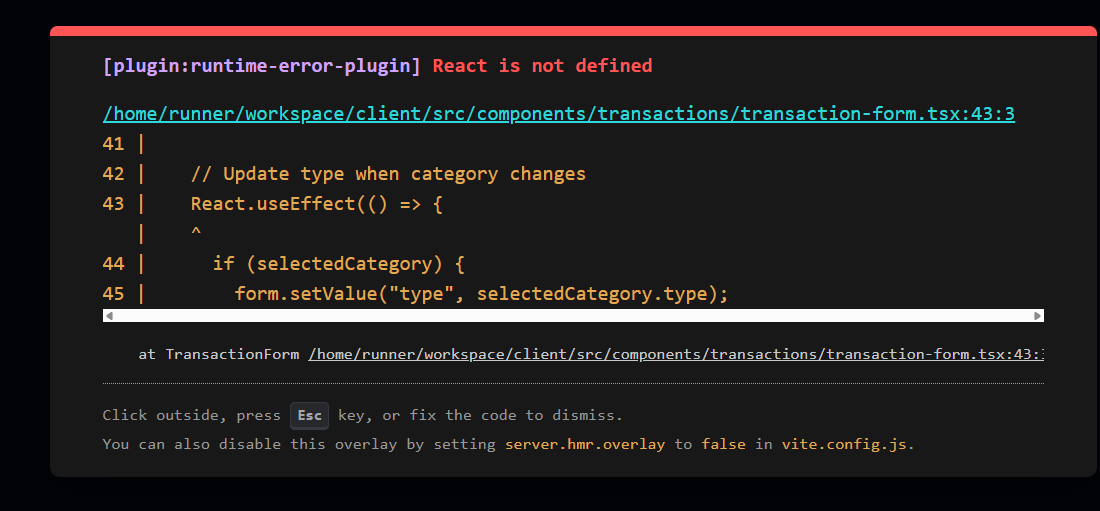 [plugin:runtime-error-plugin] React is not defined
/home/runner/workspace/client/src/components/transactions/transaction-form.tsx:43:3
41 |
42 |    // Update type when category changes
43 |    React.useEffect(() => {
   |    ^
44 |      if (selectedCategory) {
45 |        form.setValue("type", selectedCategory.type);
at TransactionForm /home/runner/workspace/client/src/components/transactions/transaction-form.tsx:43:
Click outside, press Esc key, or fix the code to dismiss.
You can also disable this overlay by setting server.hmr.overlay to false in vite.config.js.